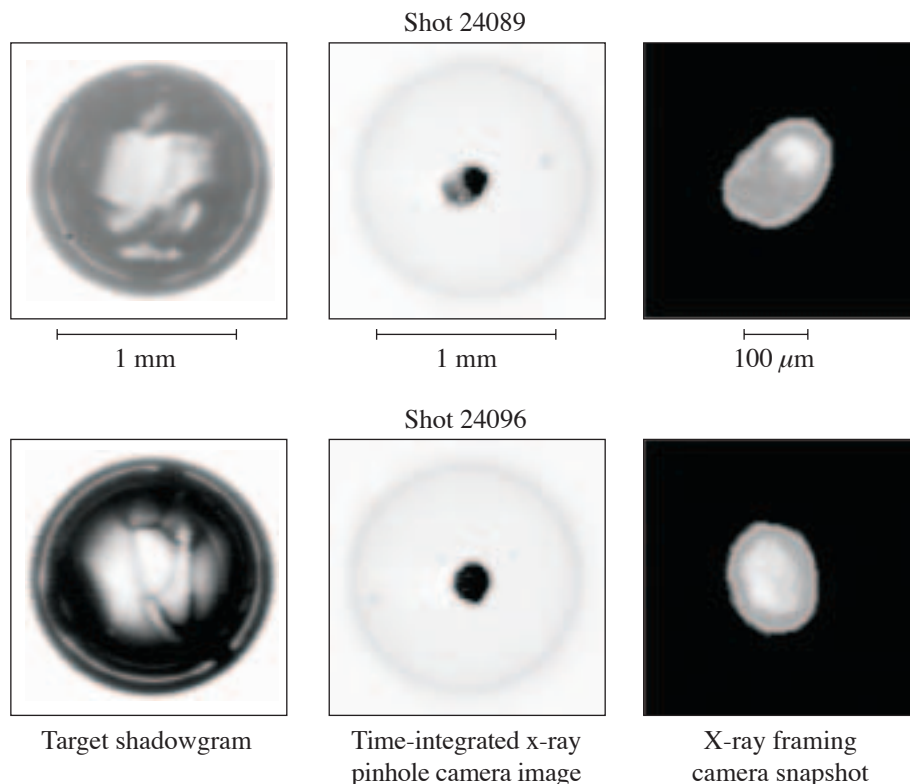 Shot 24089
1 mm
1 mm
100 μm
Shot 24096
Target shadowgram
Time-integrated x-ray
pinhole camera image
X-ray framing
camera snapshot